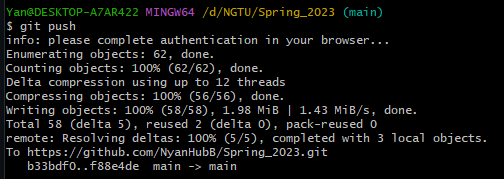 Yan@DESKTOP-A7AR422 MINGW64 /d/NGTU/Spring_2023 (main)
$ git push
info: please complete authentication in your browser...
Enumerating objects: 62, done.
Counting objects: 100% (62/62), done.
Delta compression using up to 12 threads
Compressing objects: 100% (56/56), done.
Writing objects: 100% (58/58), 1.98 MiB | 1.43 MiB/s, done.
Total 58 (delta 5), reused 2 (delta 0), pack-reused 0
remote: Resolving deltas: 100% (5/5), completed with 3 local objects.
To https://github.com/NyanHubB/Spring_2023.git
   b33bdf0..f88e4de  main -> main